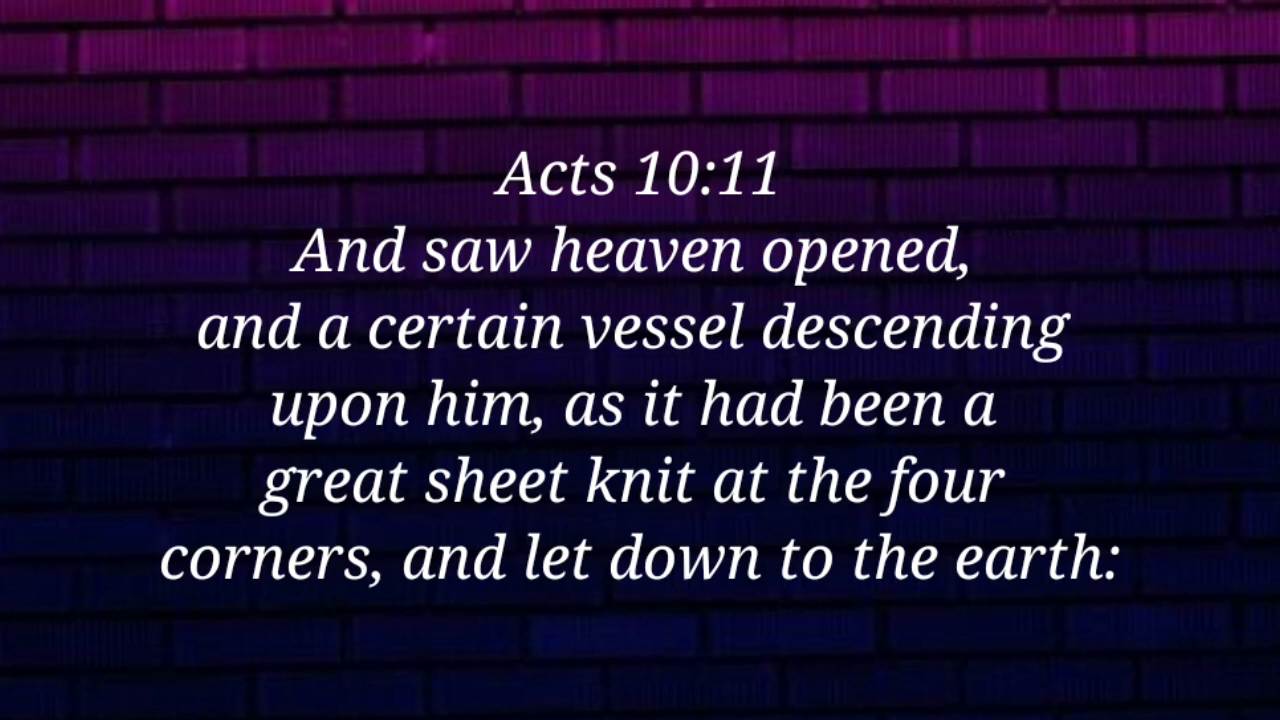 Acts 10:11
And saw heaven opened,
and a certain vessel descending
upon him, as it had been a
great sheet knit at the four
corners, and let down to the earth: